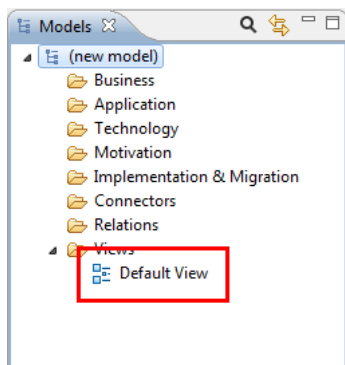 Models
(new model)
Business
Application
Technology
Motivation
Implementation & Migration
Connectors
Relations
Views
Default View